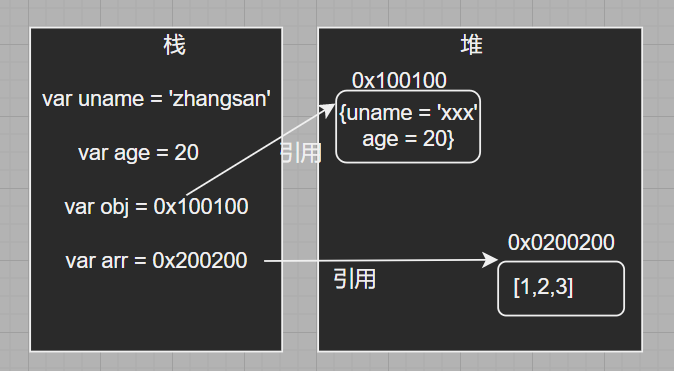 栈
var uname = 'zhangsan'
var age = 20
var obj = 0x100100
var arr = 0x200200
引用
引用
堆
0x100100
{uname = 'xxx'
age = 20}
0x0200200
[1,2,3]